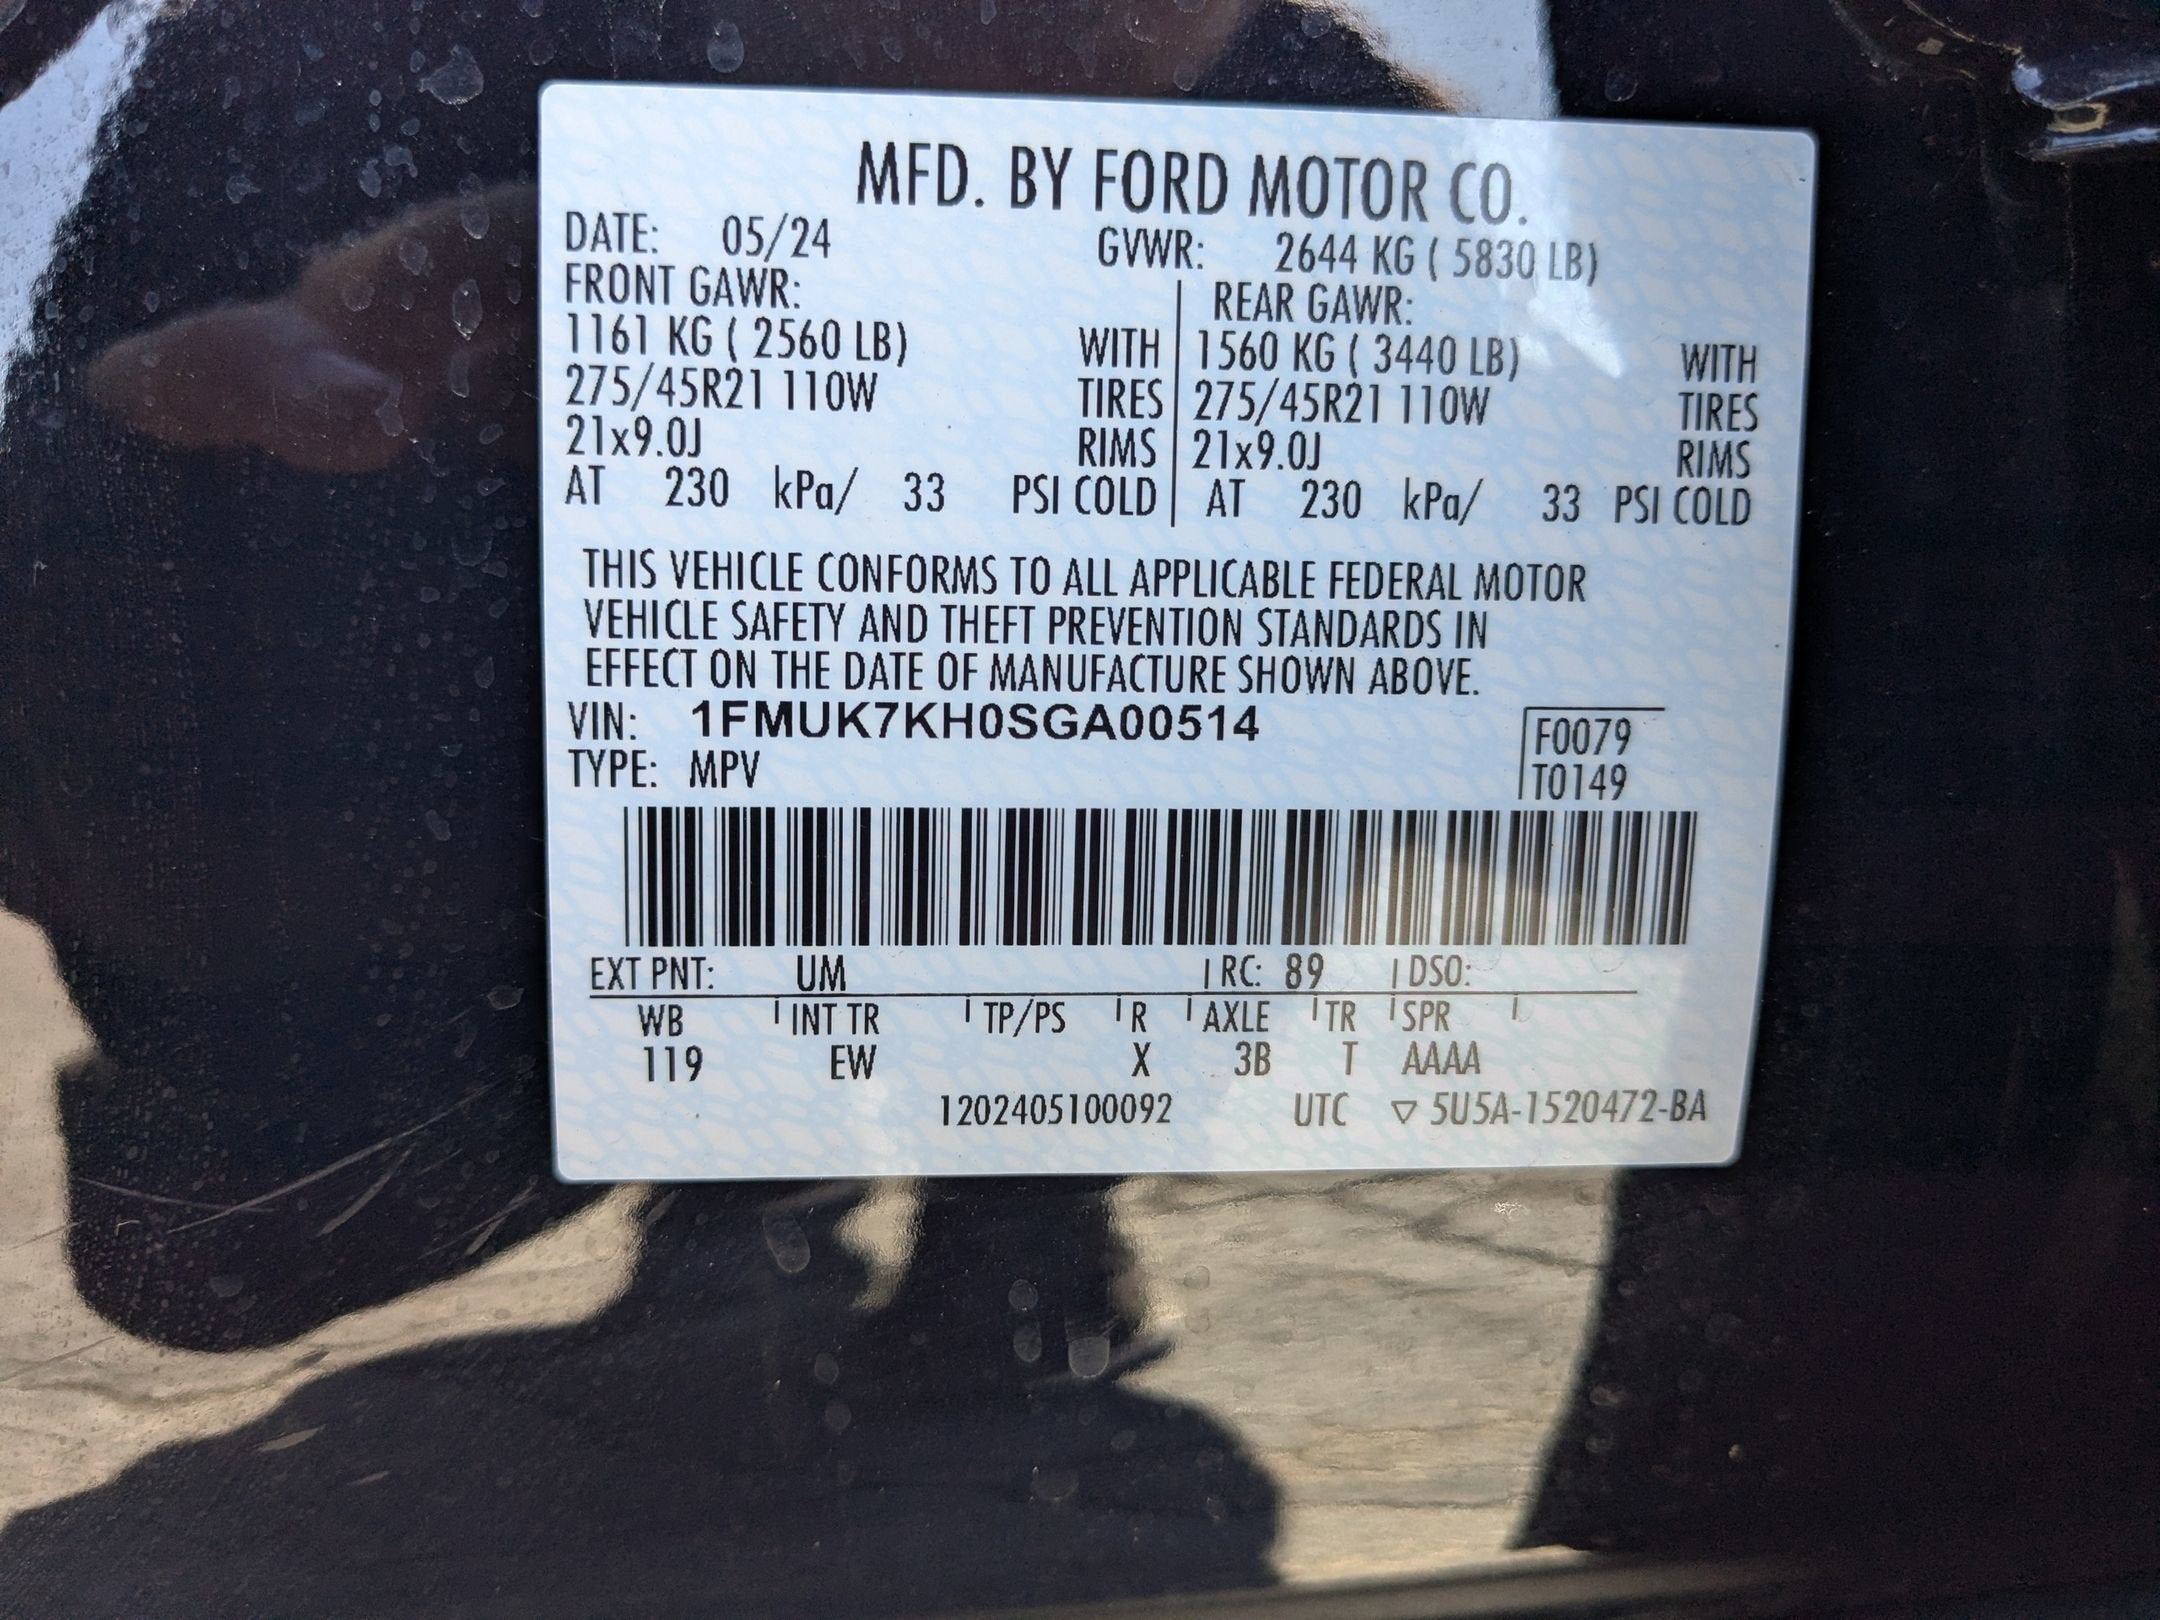 MFD. BY FORD MOTOR CO.
DATE: 05/24 GVWR: 2644 KG ( 5830 LB)
FRONT GAWR: REAR GAWR:
1161 KG ( 2560 LB) WITH 1560 KG ( 3440 LB) WITH
275/45R21 110W TIRES 275/45R21 110W TIRES
21x9.0J RIMS 21x9.0J RIMS
AT 230 kPa/ 33 PSI COLD AT 230 kPa/ 33 PSI COLD
THIS VEHICLE CONFORMS TO ALL APPLICABLE FEDERAL MOTOR
VEHICLE SAFETY AND THEFT PREVENTION STANDARDS IN
EFFECT ON THE DATE OF MANUFACTURE SHOWN ABOVE.
VIN: 1FMUK7KH0SGA00514 F0079
TYPE: MPV T0149
EXT PNT: UM RC: 89 DSO:
WB INT TR TP/PS R AXLE TR SPR
119 EW X 3B T AAAA
1202405100092 UTC ▽ 5U5A-1520472-BA